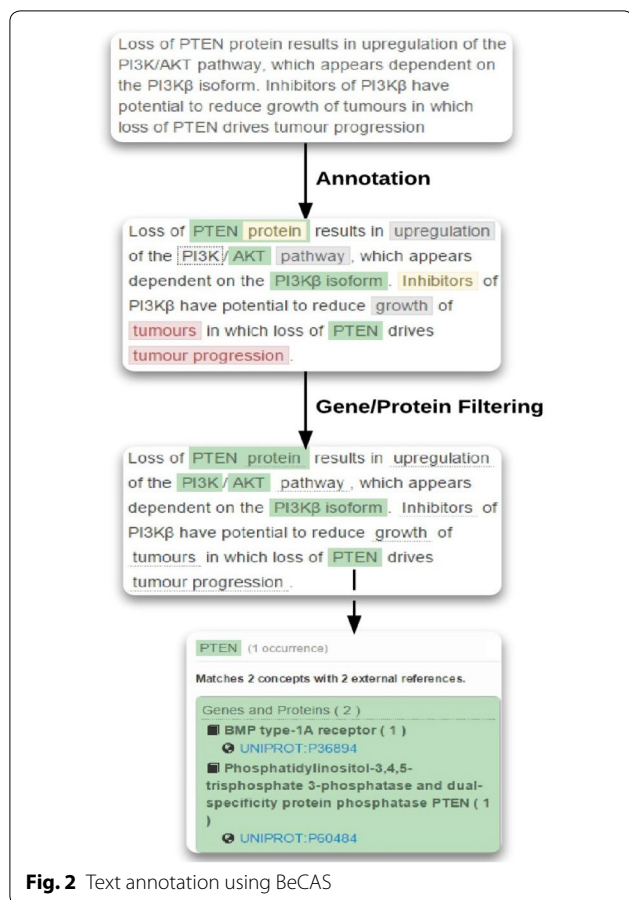 Loss of PTEN protein results in upregulation of the
PI3K/AKT pathway, which appears dependent on
the PI3Kβ isoform. Inhibitors of PI3Kβ have
potential to reduce growth of tumours in which
loss of PTEN drives tumour progression
Annotation
Loss of PTEN protein results in upregulation
of the PI3K/AKT pathway, which appears
dependent on the PI3Kβ isoform. Inhibitors of
PI3Kβ have potential to reduce growth of
tumours in which loss of PTEN drives
tumour progression.
Gene/Protein Filtering
Loss of PTEN protein results in upregulation
of the PI3K/AKT pathway, which appears
dependent on the PI3Kβ isoform. Inhibitors of
PI3Kβ have potential to reduce growth of
tumours in which loss of PTEN drives
tumour progression.
PTEN (1 occurrence)
Matches 2 concepts with 2 external references.
Genes and Proteins ( 2 )
BMP type-1A receptor ( 1 )
UNIPROT:P36894
Phosphatidylinositol-3,4,5-
trisphosphate 3-phosphatase and dual-
specificity protein phosphatase PTEN ( 1
)
UNIPROT:P60484
Fig. 2 Text annotation using BeCAS